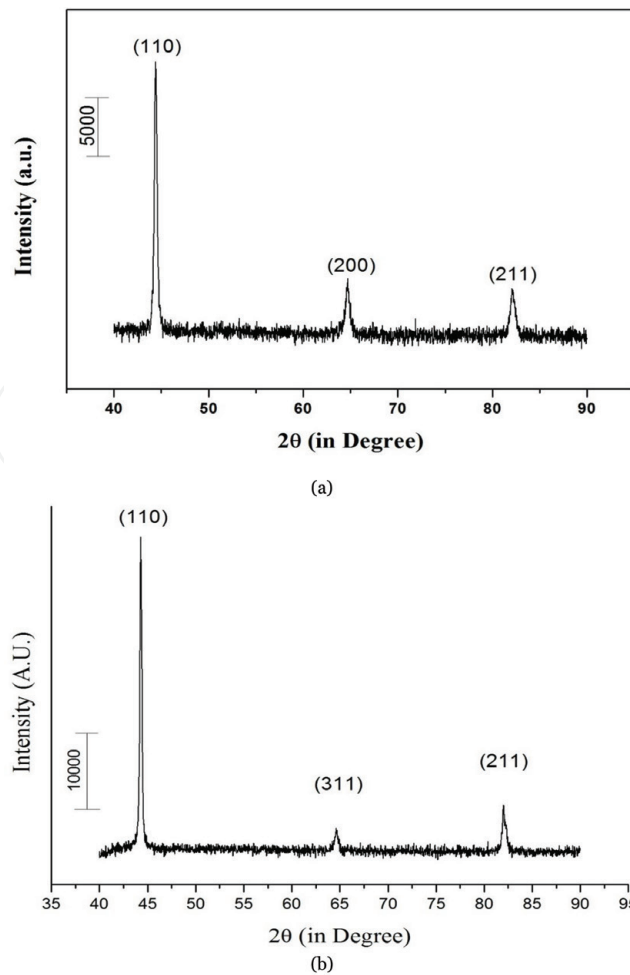 (110)
5000
Intensity (a.u.)
(200)
(211)
40 50 60 70 80 90
2θ (in Degree)
(a)
(110)
Intensity (A.U.)
10000
(311)
(211)
35 40 45 50 55 60 65 70 75 80 85 90 95
2θ (in Degree)
(b)